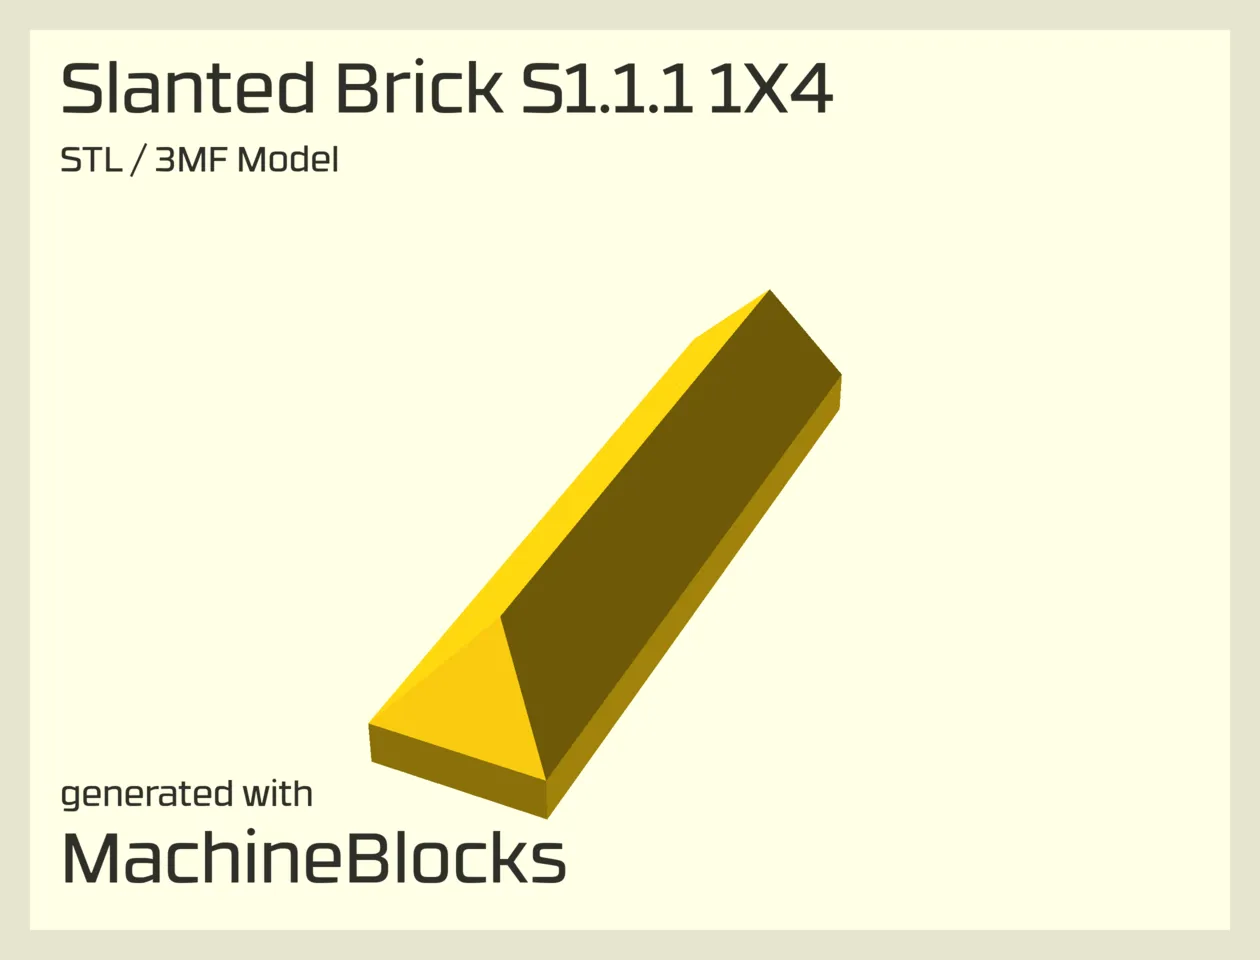 Slanted Brick S1.1.1 1X4
STL / 3MF Model
generated with
MachineBlocks